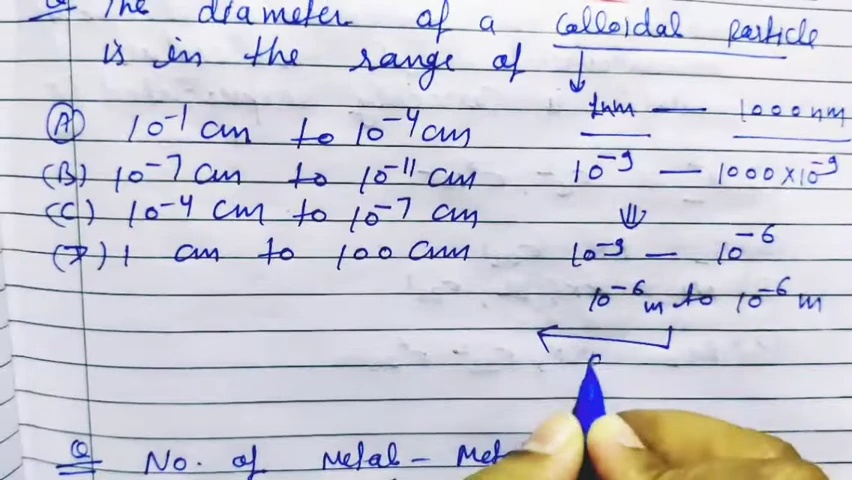 Q The diameter of a colloidal particle
is in the range of
(A) 10⁻¹ cm to 10⁻⁴ cm
(B) 10⁻⁷ cm to 10⁻¹¹ cm
(C) 10⁻⁴ cm to 10⁻⁷ cm
1 cm to 100 cm
↓
1nm — 1000nm
10⁻⁹ — 1000×10⁻⁹
⇓
10⁻⁹ — 10⁻⁶
10⁻⁶ m to 10⁻⁶ m
Q No. of Metal – Met